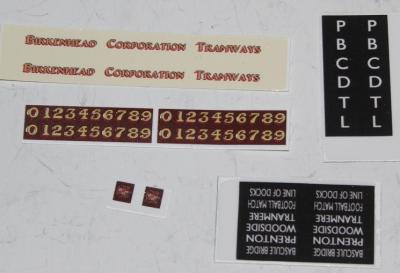 BIRKENHEAD CORPORATION TRAMWAYS
BIRKENHEAD CORPORATION TRAMWAYS
0123456789 0123456789
0123456789 0123456789
P P
B B
C C
D D
T T
L L
BASCULE BRIDGE BASCULE BRIDGE
PRENTON PRENTON
WOODSIDE WOODSIDE
TRANMERE TRANMERE
FOOTBALL MATCH FOOTBALL MATCH
LINE OF DOCKS LINE OF DOCKS